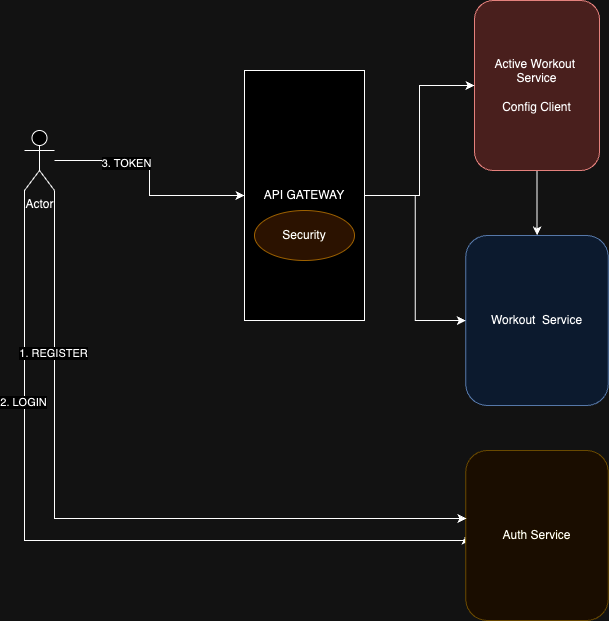 Active Workout
Service
Config Client
3. TOKEN
API GATEWAY
Actor
Security
Workout  Service
1. REGISTER
2. LOGIN
Auth Service